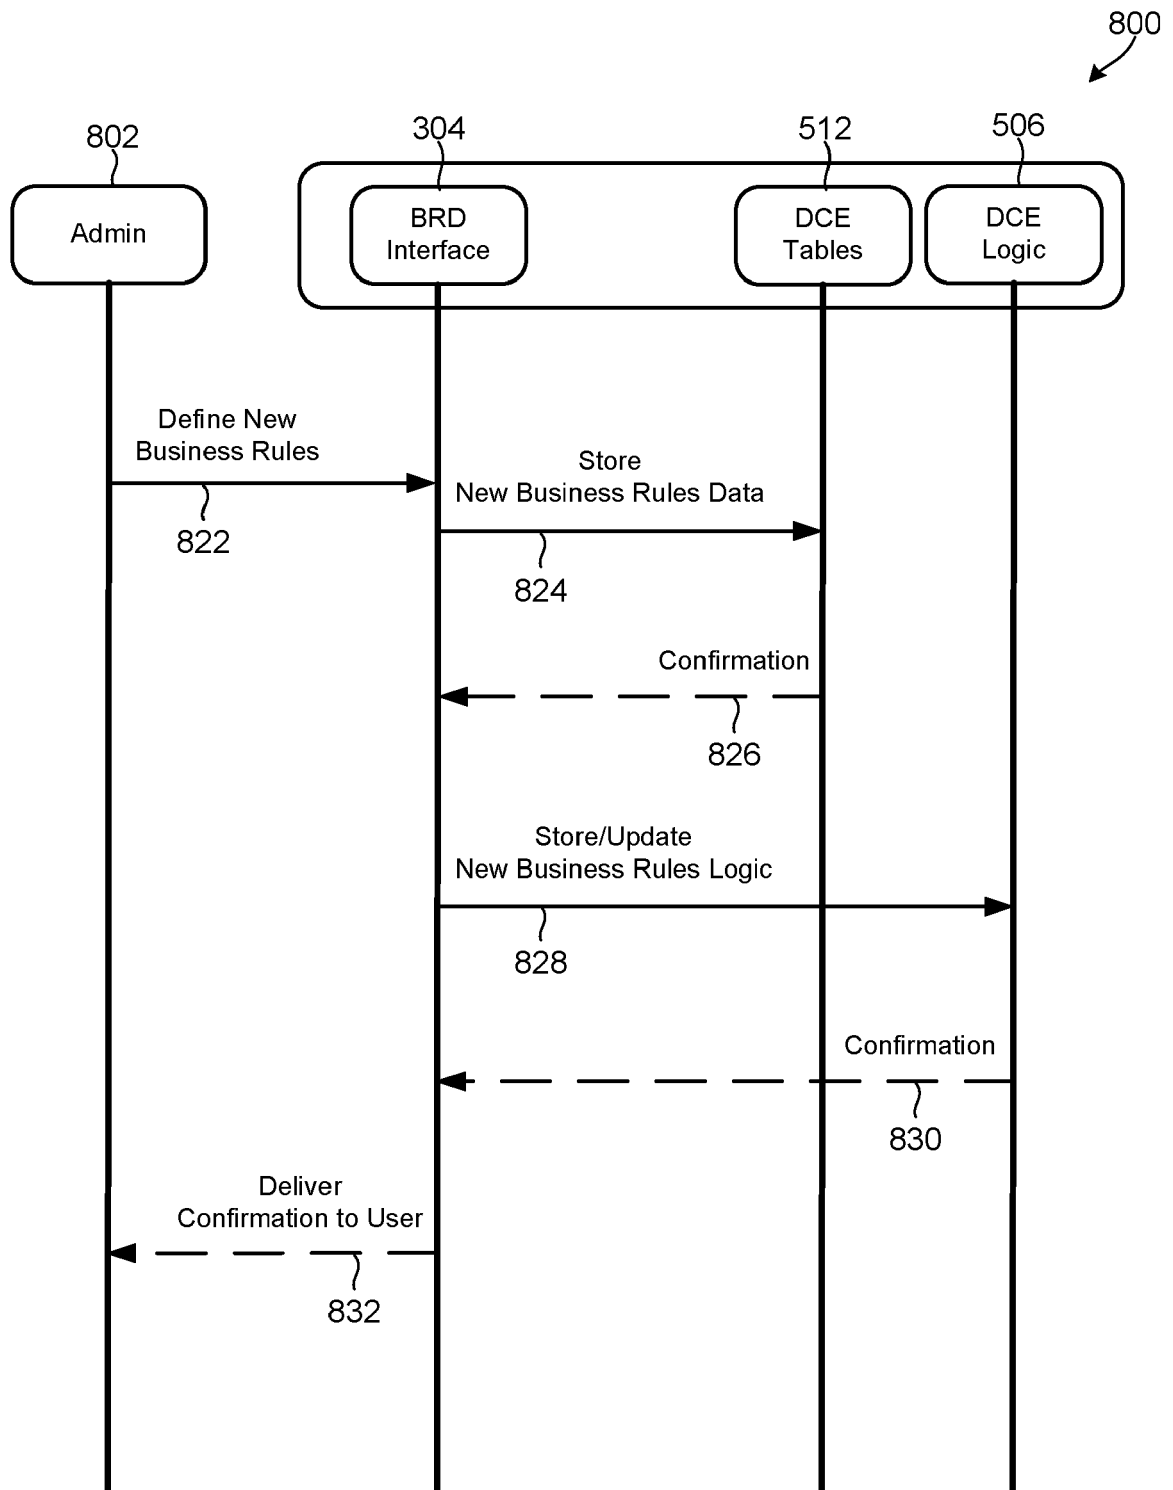 800
802
304
512
506
Admin
BRD
Interface
DCE
Tables
DCE
Logic
Define New
Business Rules
822
Store
New Business Rules Data
824
Confirmation
826
Store/Update
New Business Rules Logic
828
Confirmation
830
Deliver
Confirmation to User
832